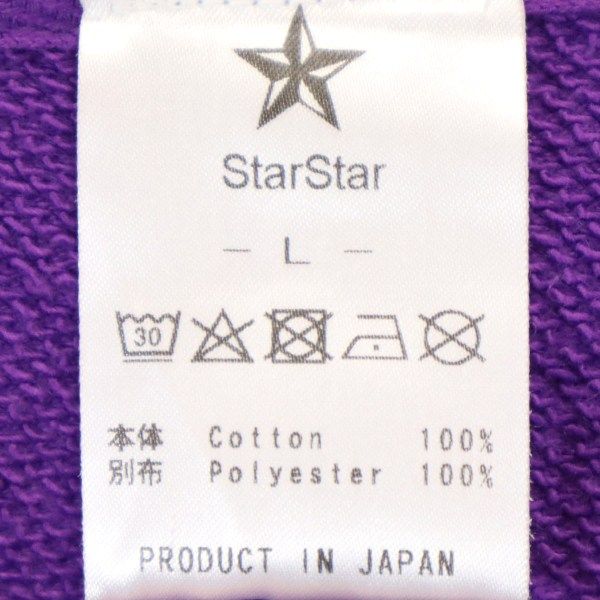 StarStar
- L -
30
本体 Cotton 100%
別布 Polyester 100%
PRODUCT IN JAPAN